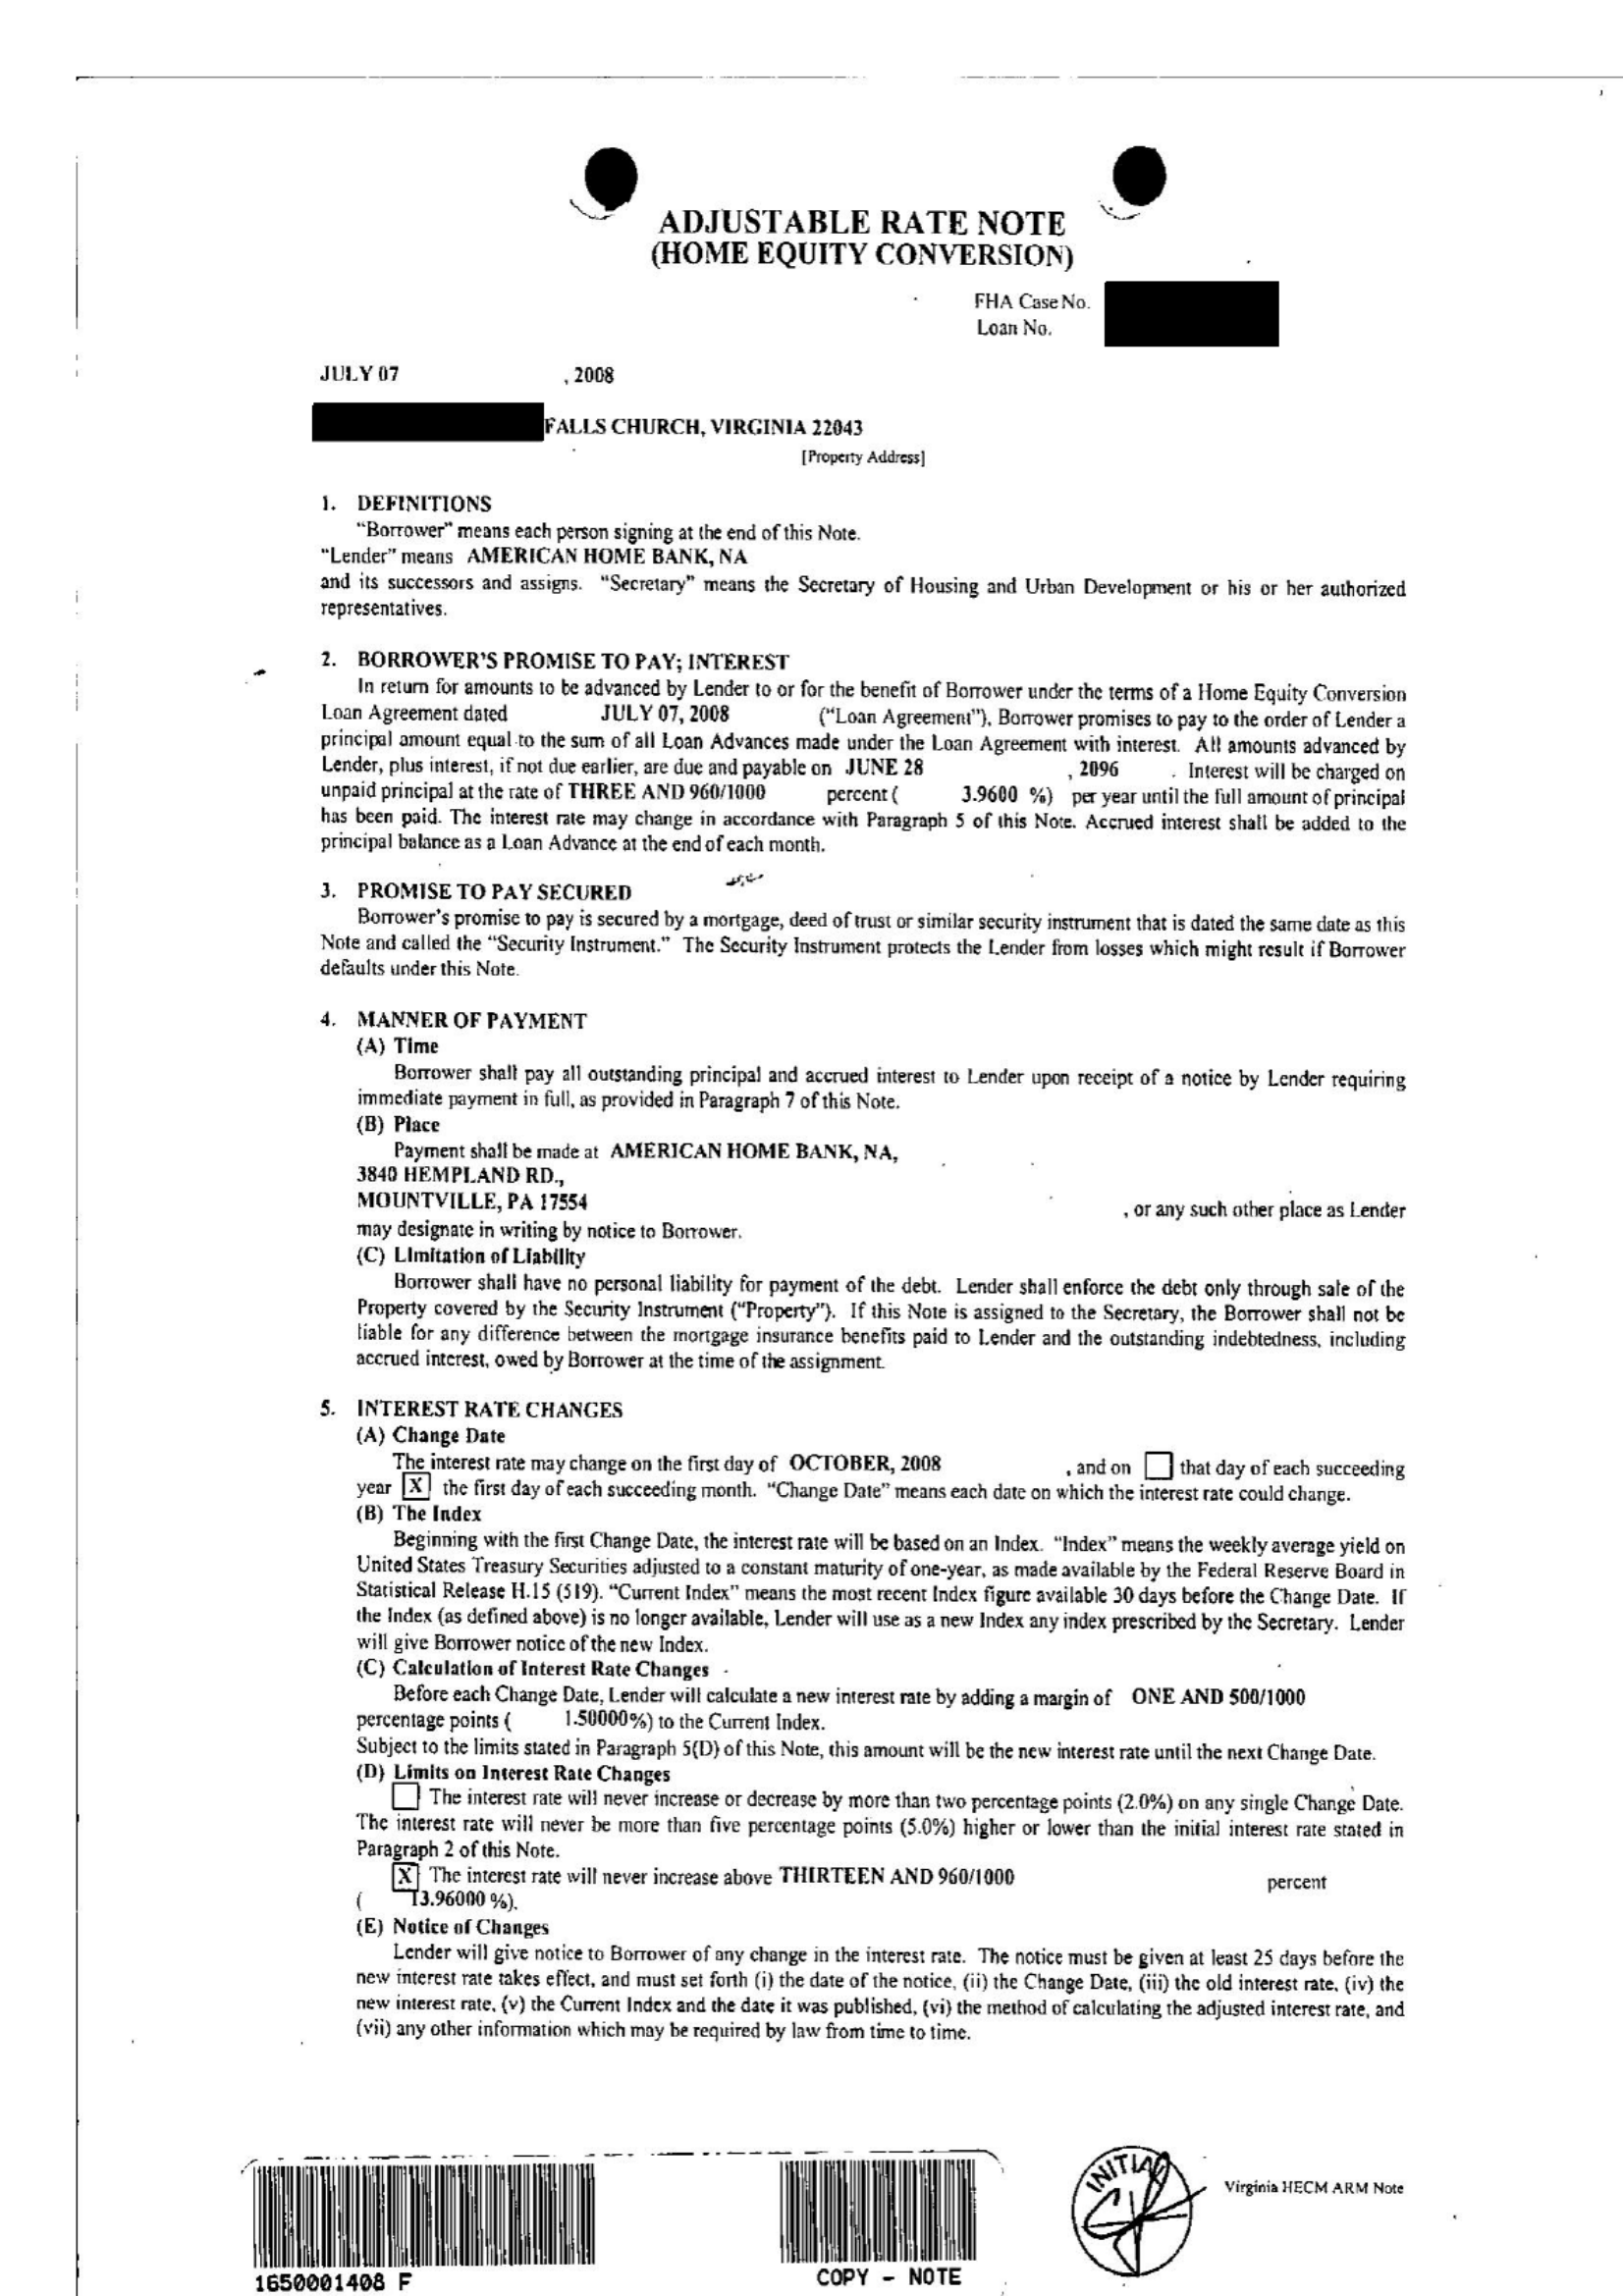 ADJUSTABLE RATE NOTE
(HOME EQUITY CONVERSION)
FHA Case No.
Loan No.
JULY 07 , 2008
FALLS CHURCH, VIRGINIA 22043
[Property Address]
1. DEFINITIONS
"Borrower" means each person signing at the end of this Note.
"Lender" means AMERICAN HOME BANK, NA
and its successors and assigns. "Secretary" means the Secretary of Housing and Urban Development or his or her authorized
representatives.
2. BORROWER'S PROMISE TO PAY; INTEREST
In return for amounts to be advanced by Lender to or for the benefit of Borrower under the terms of a Home Equity Conversion
Loan Agreement dated JULY 07, 2008 ("Loan Agreement"), Borrower promises to pay to the order of Lender a
principal amount equal to the sum of all Loan Advances made under the Loan Agreement with interest. All amounts advanced by
Lender, plus interest, if not due earlier, are due and payable on JUNE 28 , 2096 . Interest will be charged on
unpaid principal at the rate of THREE AND 960/1000 percent ( 3.9600 %) per year until the full amount of principal
has been paid. The interest rate may change in accordance with Paragraph 5 of this Note. Accrued interest shall be added to the
principal balance as a Loan Advance at the end of each month.
3. PROMISE TO PAY SECURED
Borrower's promise to pay is secured by a mortgage, deed of trust or similar security instrument that is dated the same date as this
Note and called the "Security Instrument." The Security Instrument protects the Lender from losses which might result if Borrower
defaults under this Note.
4. MANNER OF PAYMENT
(A) Time
Borrower shall pay all outstanding principal and accrued interest to Lender upon receipt of a notice by Lender requiring
immediate payment in full, as provided in Paragraph 7 of this Note.
(B) Place
Payment shall be made at AMERICAN HOME BANK, NA,
3840 HEMPLAND RD.,
MOUNTVILLE, PA 17554 , or any such other place as Lender
may designate in writing by notice to Borrower.
(C) Limitation of Liability
Borrower shall have no personal liability for payment of the debt. Lender shall enforce the debt only through sale of the
Property covered by the Security Instrument ("Property"). If this Note is assigned to the Secretary, the Borrower shall not be
liable for any difference between the mortgage insurance benefits paid to Lender and the outstanding indebtedness, including
accrued interest, owed by Borrower at the time of the assignment.
5. INTEREST RATE CHANGES
(A) Change Date
The interest rate may change on the first day of OCTOBER, 2008 , and on that day of each succeeding
year X the first day of each succeeding month. "Change Date" means each date on which the interest rate could change.
(B) The Index
Beginning with the first Change Date, the interest rate will be based on an Index. "Index" means the weekly average yield on
United States Treasury Securities adjusted to a constant maturity of one-year, as made available by the Federal Reserve Board in
Statistical Release H.15 (519). "Current Index" means the most recent Index figure available 30 days before the Change Date. If
the Index (as defined above) is no longer available, Lender will use as a new Index any index prescribed by the Secretary. Lender
will give Borrower notice of the new Index.
(C) Calculation of Interest Rate Changes
Before each Change Date, Lender will calculate a new interest rate by adding a margin of ONE AND 500/1000
percentage points ( 1.50000%) to the Current Index.
Subject to the limits stated in Paragraph 5(D) of this Note, this amount will be the new interest rate until the next Change Date.
(D) Limits on Interest Rate Changes
The interest rate will never increase or decrease by more than two percentage points (2.0%) on any single Change Date.
The interest rate will never be more than five percentage points (5.0%) higher or lower than the initial interest rate stated in
Paragraph 2 of this Note.
X The interest rate will never increase above THIRTEEN AND 960/1000 percent
( 13.96000 %).
(E) Notice of Changes
Lender will give notice to Borrower of any change in the interest rate. The notice must be given at least 25 days before the
new interest rate takes effect, and must set forth (i) the date of the notice, (ii) the Change Date, (iii) the old interest rate, (iv) the
new interest rate, (v) the Current Index and the date it was published, (vi) the method of calculating the adjusted interest rate, and
(vii) any other information which may be required by law from time to time.
INITIAL
Virginia HECM ARM Note
1650001408 F
COPY - NOTE